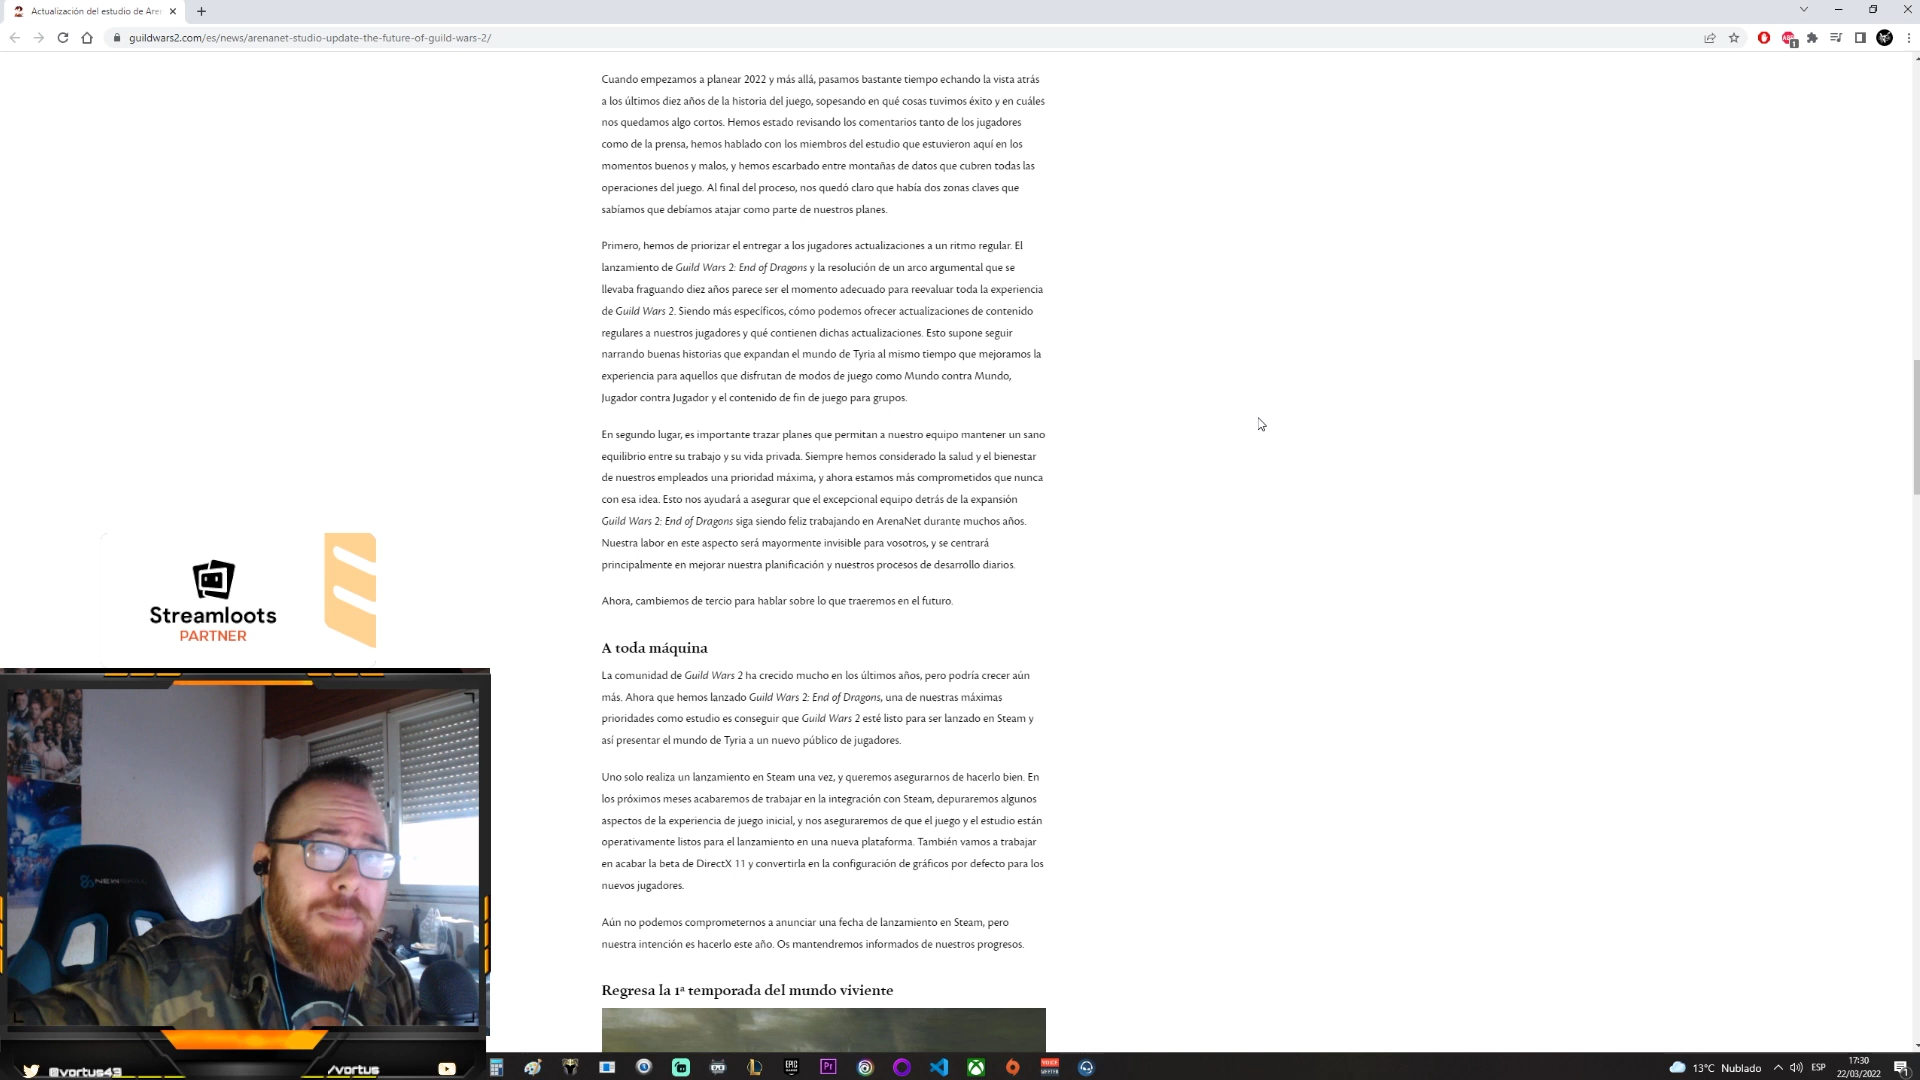 Actualización del estudio de Are
guildwars2.com/es/news/arenanet-studio-update-the-future-of-guild-wars-2/
Cuando empezamos a planear 2022 y más allá, pasamos bastante tiempo echando la vista atrás
a los últimos diez años de la historia del juego, sopesando en qué cosas tuvimos éxito y en cuáles
nos quedamos algo cortos. Hemos estado revisando los comentarios tanto de los jugadores
como de la prensa, hemos hablado con los miembros del estudio que estuvieron aquí en los
momentos buenos y malos, y hemos escarbado entre montañas de datos que cubren todas las
operaciones del juego. Al final del proceso, nos quedó claro que había dos zonas claves que
sabíamos que debíamos atajar como parte de nuestros planes.
Primero, hemos de priorizar el entregar a los jugadores actualizaciones a un ritmo regular. El
lanzamiento de Guild Wars 2: End of Dragons y la resolución de un arco argumental que se
llevaba fraguando diez años parece ser el momento adecuado para reevaluar toda la experiencia
de Guild Wars 2. Siendo más específicos, cómo podemos ofrecer actualizaciones de contenido
regulares a nuestros jugadores y qué contienen dichas actualizaciones. Esto supone seguir
narrando buenas historias que expandan el mundo de Tyria al mismo tiempo que mejoramos la
experiencia para aquellos que disfrutan de modos de juego como Mundo contra Mundo,
Jugador contra Jugador y el contenido de fin de juego para grupos.
En segundo lugar, es importante trazar planes que permitan a nuestro equipo mantener un sano
equilibrio entre su trabajo y su vida privada. Siempre hemos considerado la salud y el bienestar
de nuestros empleados una prioridad máxima, y ahora estamos más comprometidos que nunca
con esa idea. Esto nos ayudará a asegurar que el excepcional equipo detrás de la expansión
Guild Wars 2: End of Dragons siga siendo feliz trabajando en ArenaNet durante muchos años.
Nuestra labor en este aspecto será mayormente invisible para vosotros, y se centrará
principalmente en mejorar nuestra planificación y nuestros procesos de desarrollo diarios.
Ahora, cambiemos de tercio para hablar sobre lo que traeremos en el futuro.
A toda máquina
La comunidad de Guild Wars 2 ha crecido mucho en los últimos años, pero podría crecer aún
más. Ahora que hemos lanzado Guild Wars 2: End of Dragons, una de nuestras máximas
prioridades como estudio es conseguir que Guild Wars 2 esté listo para ser lanzado en Steam y
así presentar el mundo de Tyria a un nuevo público de jugadores.
Uno solo realiza un lanzamiento en Steam una vez, y queremos asegurarnos de hacerlo bien. En
los próximos meses acabaremos de trabajar en la integración con Steam, depuraremos algunos
aspectos de la experiencia de juego inicial, y nos aseguraremos de que el juego y el estudio están
operativamente listos para el lanzamiento en una nueva plataforma. También vamos a trabajar
en acabar la beta de DirectX 11 y convertirla en la configuración de gráficos por defecto para los
nuevos jugadores.
Aún no podemos comprometernos a anunciar una fecha de lanzamiento en Steam, pero
nuestra intención es hacerlo este año. Os mantendremos informados de nuestros progresos.
Regresa la 1ª temporada del mundo viviente
Streamloots
PARTNER
@vortus43
/vortus
EPIC
Pr
13°C Nublado
ESP
17:30
22/03/2022